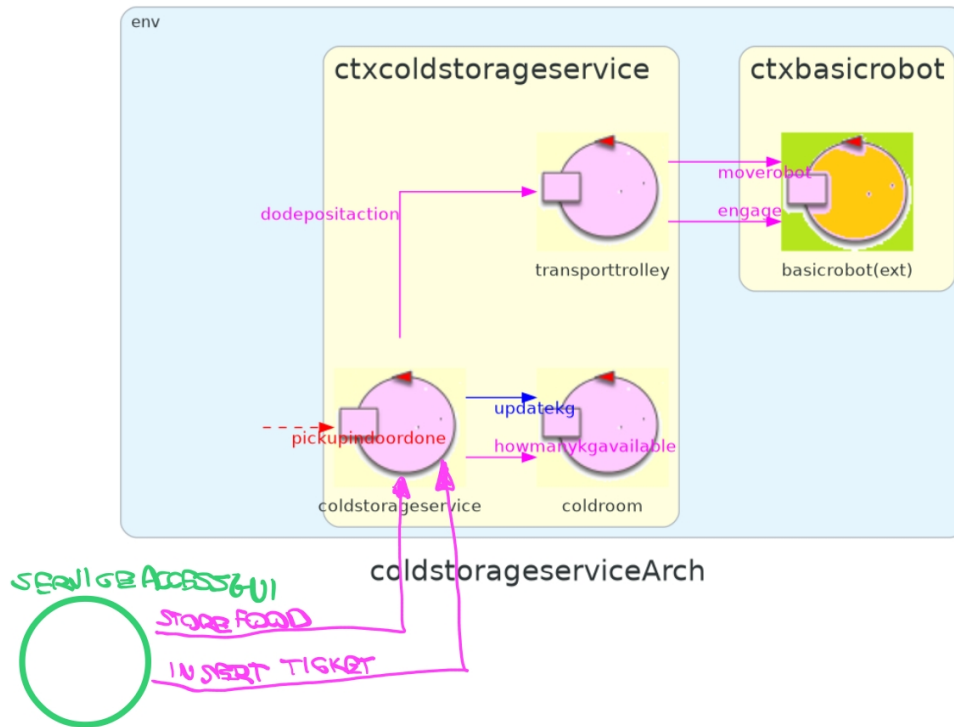 env
ctxcoldstorageservice
ctxbasicrobot
moverobot
dodepositaction
engage
transporttrolley
basicrobot(ext)
updatekg
pickupindoordone
howmanykgavailable
coldstorageservice
coldroom
coldstorageserviceArch
SERVICEACCESSGUI
STORE FOOD
INSERT TICKET